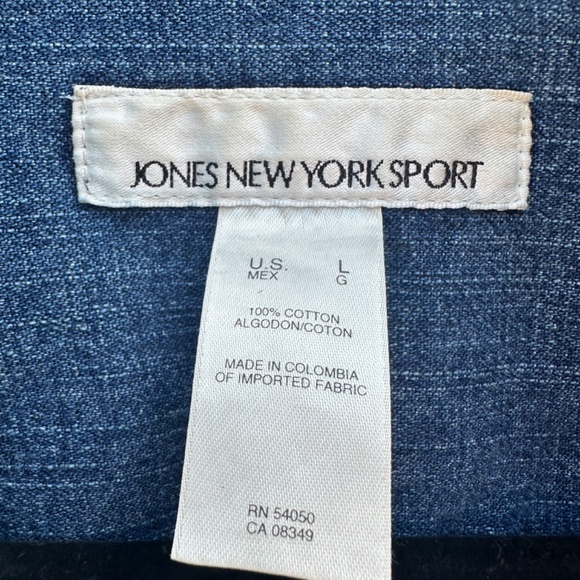 JONES NEW YORK SPORT
U.S. L
MEX G
100% COTTON
ALGODON/COTON
MADE IN COLOMBIA
OF IMPORTED FABRIC
RN 54050
CA 08349